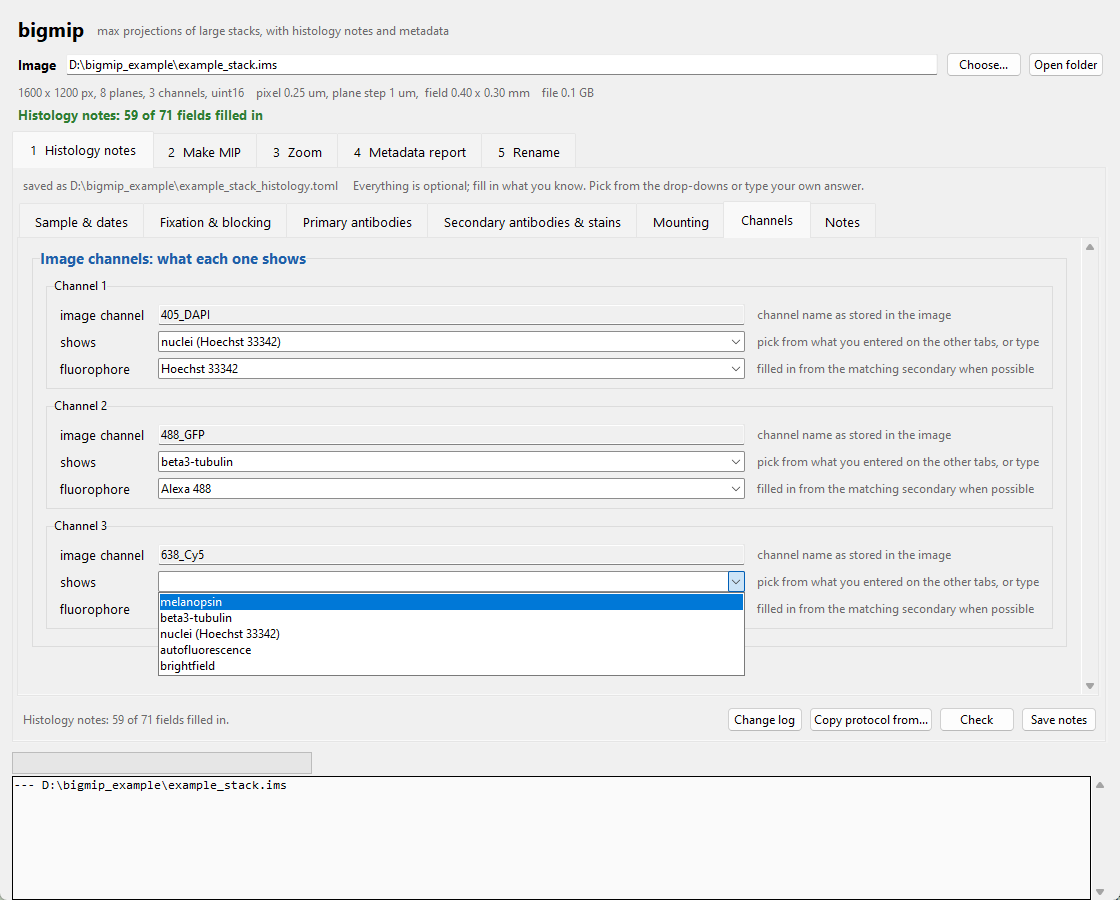 bigmip max projections of large stacks, with histology notes and metadata
Image D:\bigmip_example\example_stack.ims Choose... Open folder
1600 x 1200 px, 8 planes, 3 channels, uint16 pixel 0.25 um, plane step 1 um, field 0.40 x 0.30 mm file 0.1 GB
Histology notes: 59 of 71 fields filled in
1 Histology notes 2 Make MIP 3 Zoom 4 Metadata report 5 Rename
saved as D:\bigmip_example\example_stack_histology.toml Everything is optional; fill in what you know. Pick from the drop-downs or type your own answer.
Sample & dates Fixation & blocking Primary antibodies Secondary antibodies & stains Mounting Channels Notes
Image channels: what each one shows
Channel 1
image channel 405_DAPI channel name as stored in the image
shows nuclei (Hoechst 33342) pick from what you entered on the other tabs, or type
fluorophore Hoechst 33342 filled in from the matching secondary when possible
Channel 2
image channel 488_GFP channel name as stored in the image
shows beta3-tubulin pick from what you entered on the other tabs, or type
fluorophore Alexa 488 filled in from the matching secondary when possible
Channel 3
image channel 638_Cy5 channel name as stored in the image
shows pick from what you entered on the other tabs, or type
fluorophore filled in from the matching secondary when possible
melanopsin
beta3-tubulin
nuclei (Hoechst 33342)
autofluorescence
brightfield
Histology notes: 59 of 71 fields filled in. Change log Copy protocol from... Check Save notes
--- D:\bigmip_example\example_stack.ims